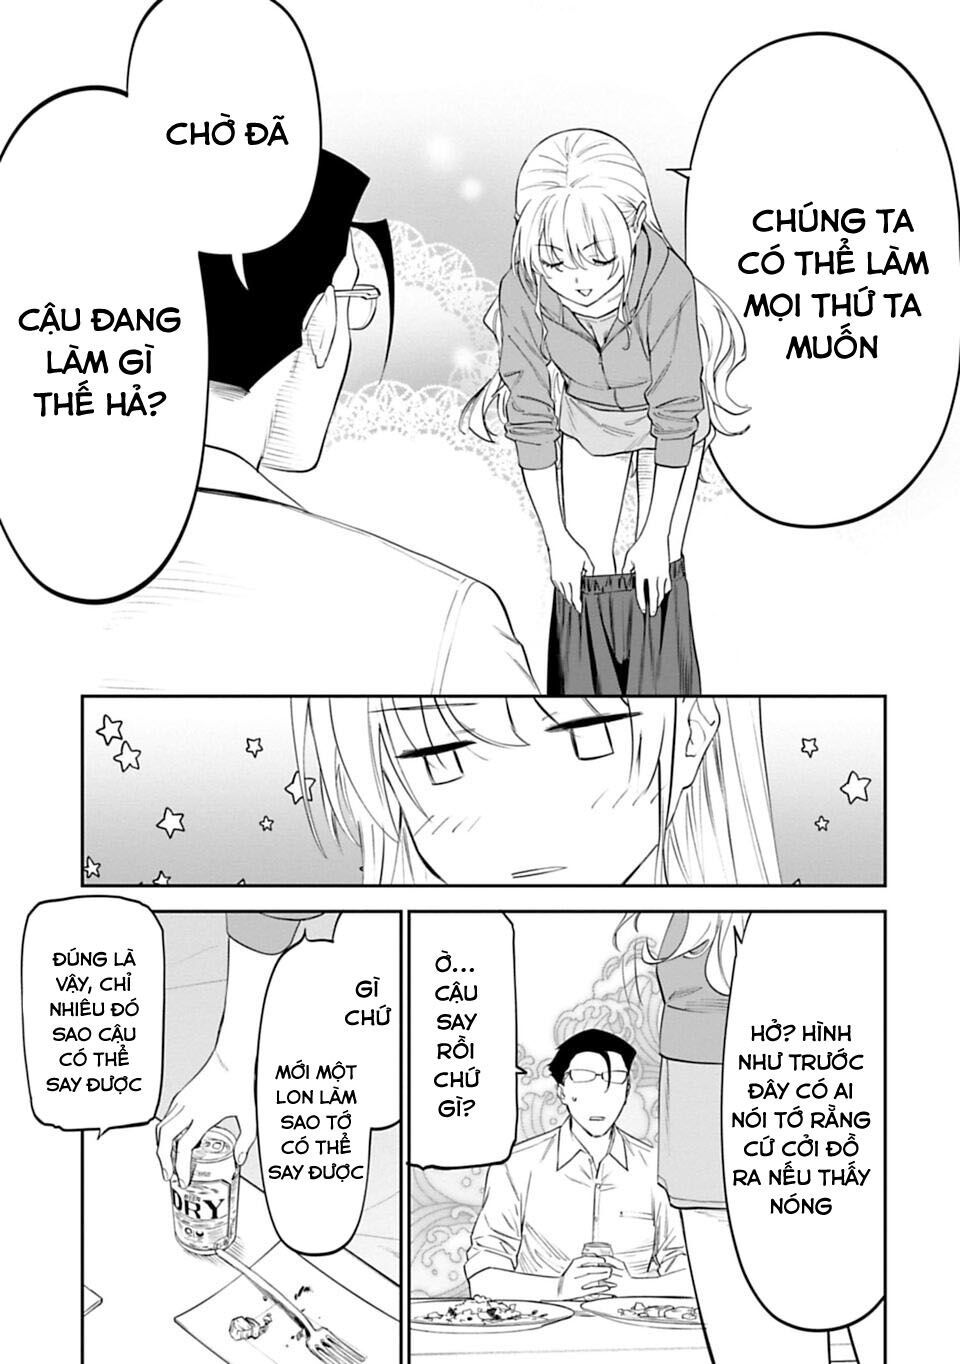 CHÚNG TA
CÓ THỂ LÀM
MỌI THỨ TA
MUỐN
CHỜ ĐÃ
CẬU ĐANG
LÀM GÌ
THẾ HẢ?
HỞ? HÌNH
NHƯ TRƯỚC
ĐÂY CÓ AI
NÓI TỚ RẰNG
CỨ CỞI ĐỒ
RA NẾU THẤY
NÓNG
Ờ...
CẬU
SAY
RỒI
CHỨ
GÌ?
GÌ
CHỨ
MỚI MỘT
LON LÀM
SAO TỚ
CÓ THỂ
SAY ĐƯỢC
ĐÚNG LÀ
VẬY, CHỈ
NHIÊU ĐÓ
SAO CẬU
CÓ THỂ
SAY ĐƯỢC
DRY